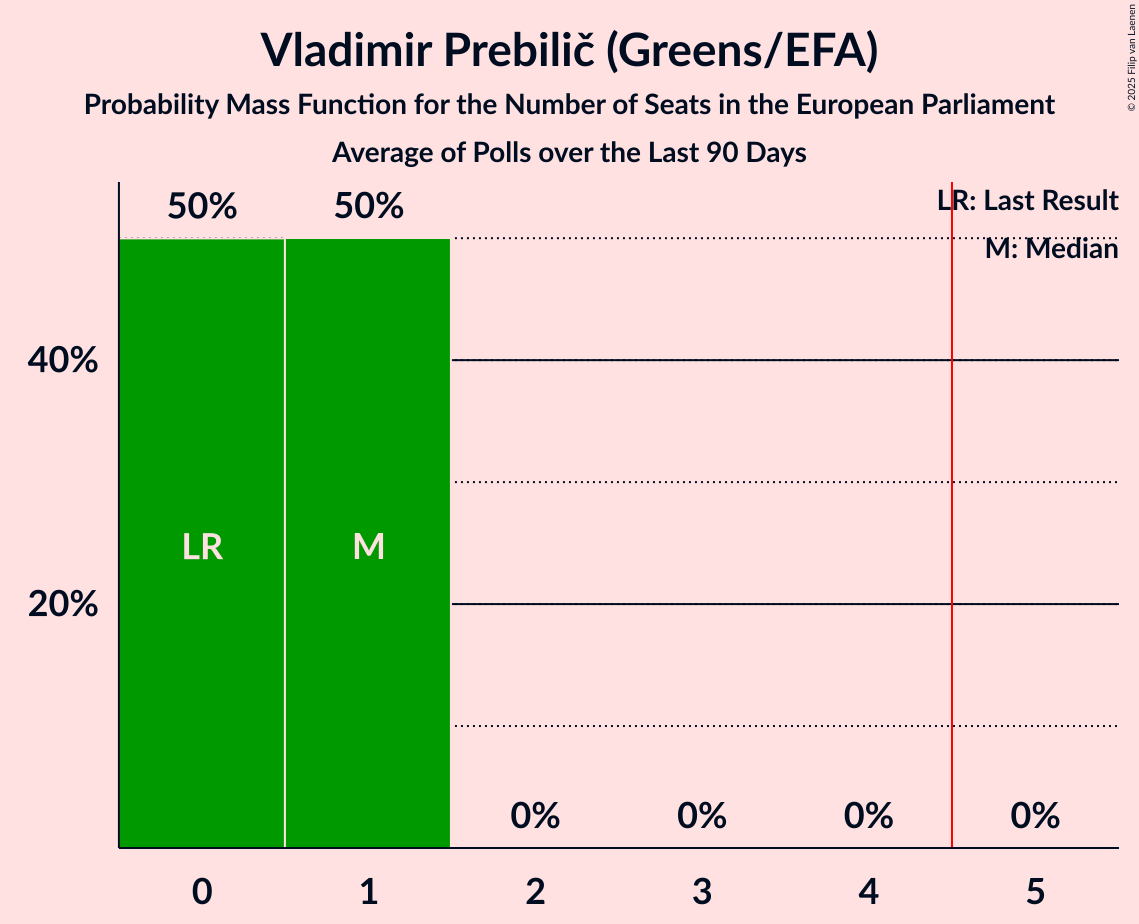 Vladimir Prebilič (Greens/EFA)
Probability Mass Function for the Number of Seats in the European Parliament
Average of Polls over the Last 90 Days
© 2025 Filip van Laenen
50% 50%
LR: Last Result
M: Median
40%
LR M
20%
0% 0% 0% 0%
0 1 2 3 4 5